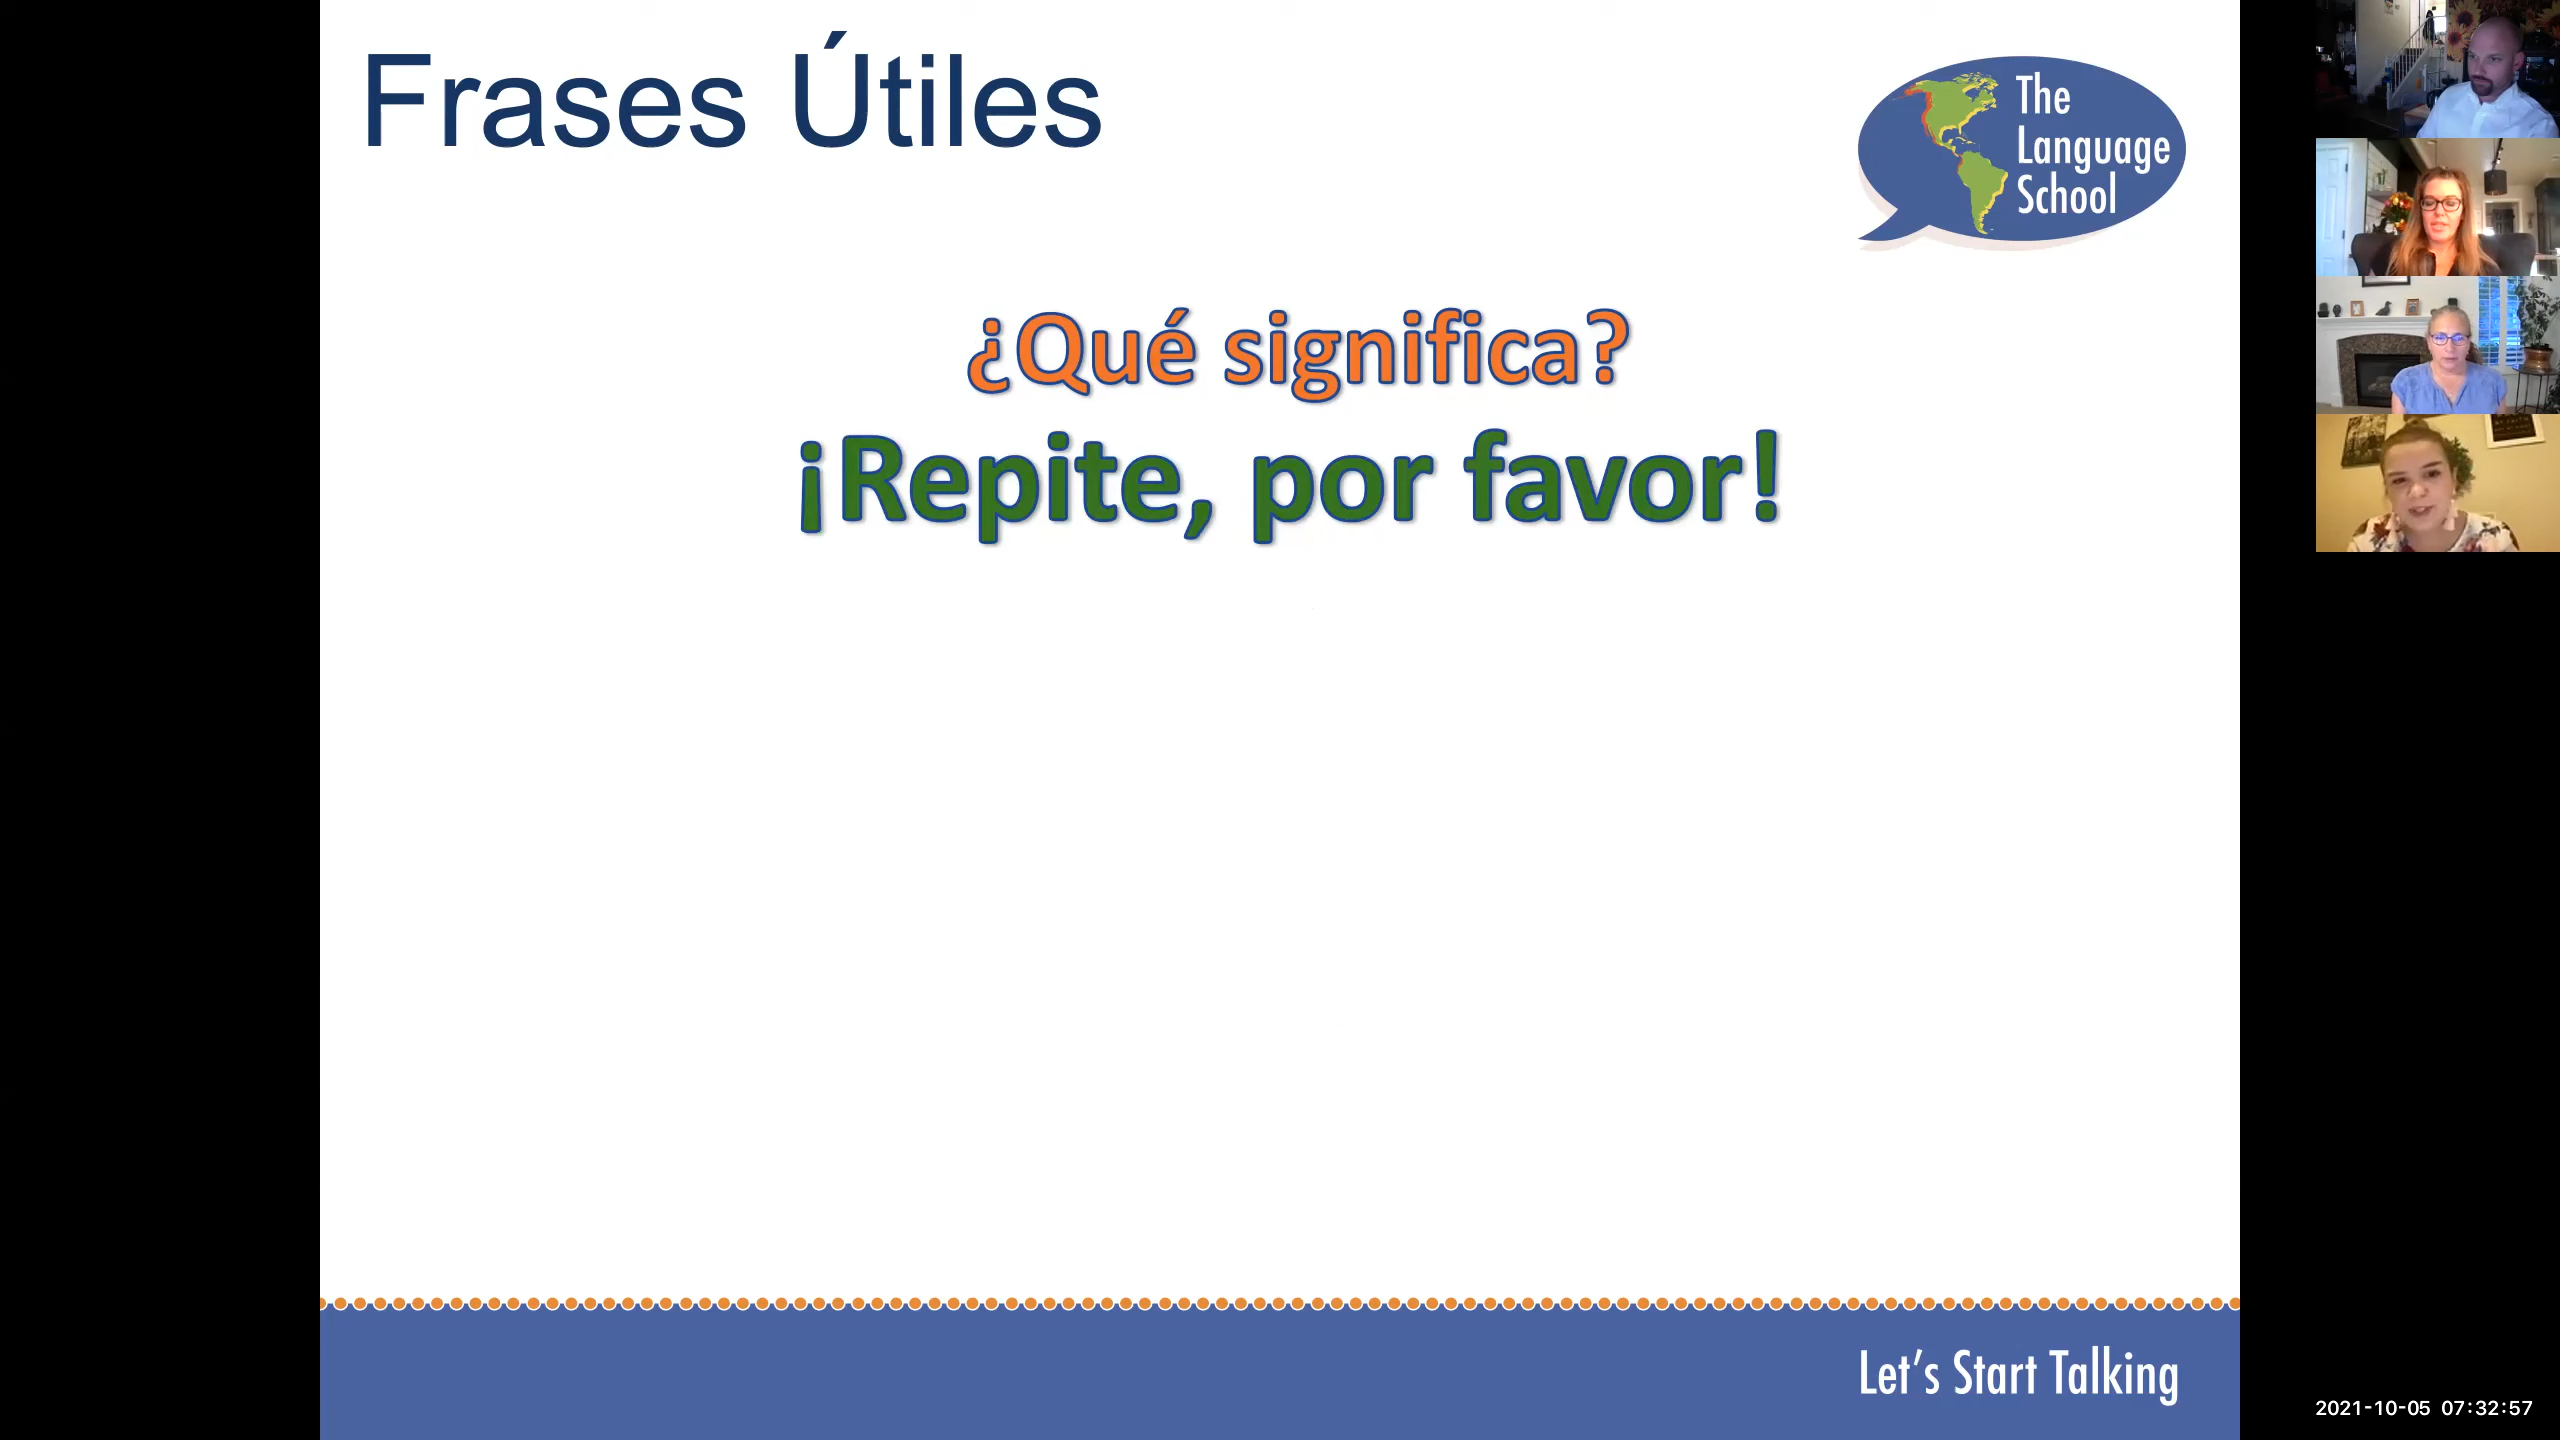 Frases Útiles
The
Language
School
¿Qué significa?
¡Repite, por favor!
Let's Start Talking
2021-10-05 07:32:57